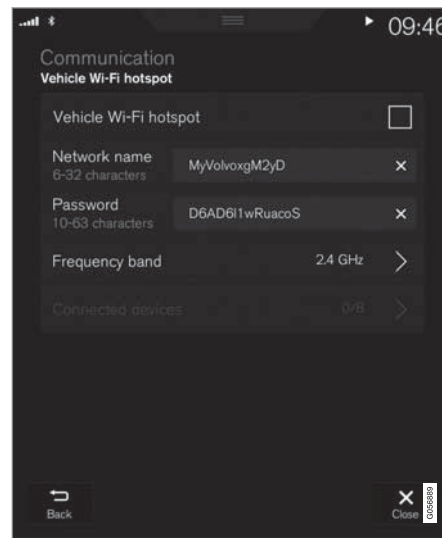 09:46
Communication
Vehicle Wi-Fi hotspot
Vehicle Wi-Fi hotspot
Network name
6-32 characters
MyVolvoxgM2yD
Password
10-63 characters
D6AD6l1wRuacoS
Frequency band
2.4 GHz
Connected devices
0/8
Back
Close
G056889